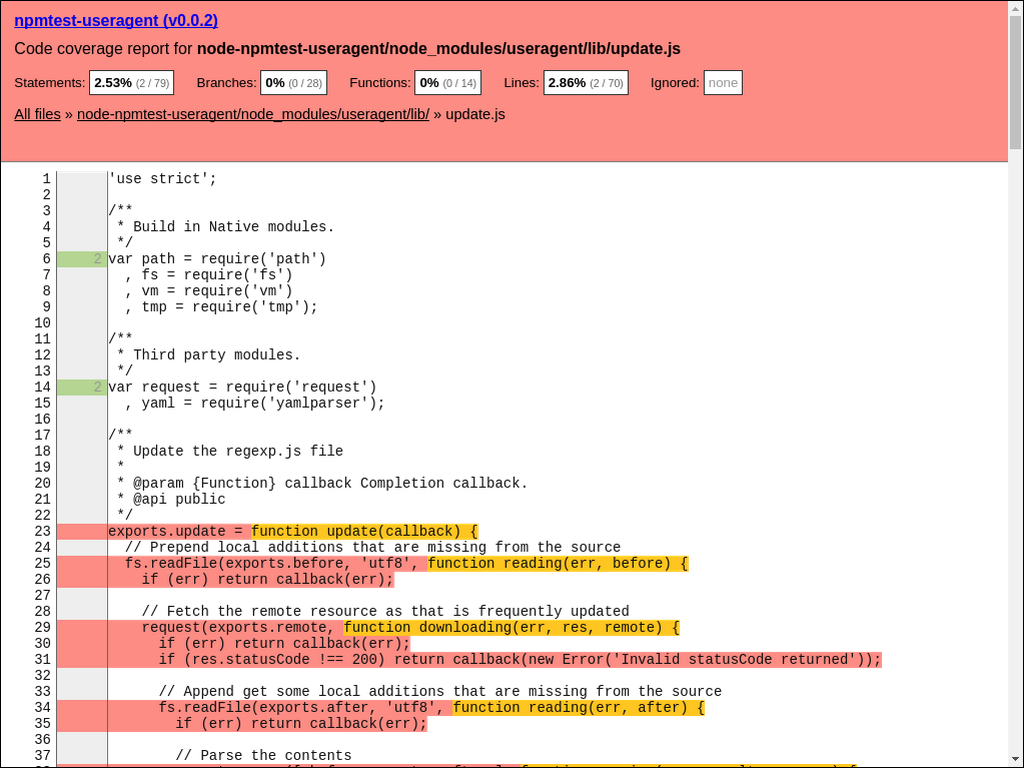 npmtest-useragent (v0.0.2)
Code coverage report for node-npmtest-useragent/node_modules/useragent/lib/update.js
Statements: 2.53% (2 / 79) Branches: 0% (0 / 28) Functions: 0% (0 / 14) Lines: 2.86% (2 / 70) Ignored: none
All files » node-npmtest-useragent/node_modules/useragent/lib/ » update.js
1 'use strict';
2
3 /**
4  * Build in Native modules.
5  */
6 2 var path = require('path')
7   , fs = require('fs')
8   , vm = require('vm')
9   , tmp = require('tmp');
10
11 /**
12  * Third party modules.
13  */
14 2 var request = require('request')
15   , yaml = require('yamlparser');
16
17 /**
18  * Update the regexp.js file
19  *
20  * @param {Function} callback Completion callback.
21  * @api public
22  */
23 exports.update = function update(callback) {
24   // Prepend local additions that are missing from the source
25   fs.readFile(exports.before, 'utf8', function reading(err, before) {
26     if (err) return callback(err);
27
28     // Fetch the remote resource as that is frequently updated
29     request(exports.remote, function downloading(err, res, remote) {
30       if (err) return callback(err);
31       if (res.statusCode !== 200) return callback(new Error('Invalid statusCode returned'));
32
33       // Append get some local additions that are missing from the source
34       fs.readFile(exports.after, 'utf8', function reading(err, after) {
35         if (err) return callback(err);
36
37         // Parse the contents